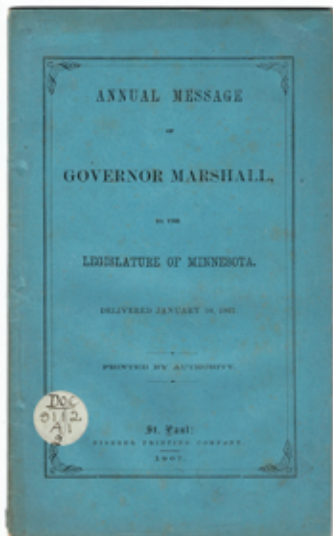 ANNUAL MESSAGE
OF
GOVERNOR MARSHALL,
TO THE
LEGISLATURE OF MINNESOTA.
DELIVERED JANUARY 10, 1867.
PRINTED BY AUTHORITY.
St. Paul:
PIONEER PRINTING COMPANY.
1867.
Doc
9112
A1